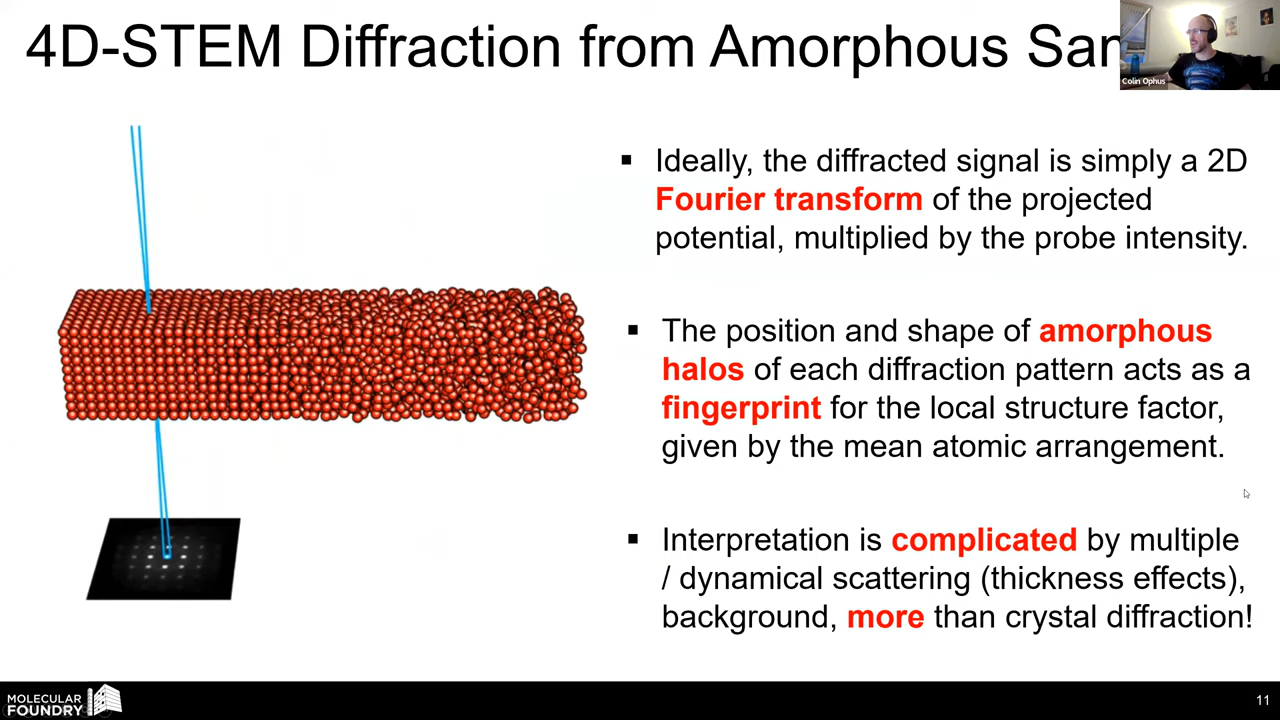 4D-STEM Diffraction from Amorphous
Colin Ophus
▪ Ideally, the diffracted signal is simply a 2D
Fourier transform of the projected
potential, multiplied by the probe intensity.
▪ The position and shape of amorphous
halos of each diffraction pattern acts as a
fingerprint for the local structure factor,
given by the mean atomic arrangement.
▪ Interpretation is complicated by multiple
/ dynamical scattering (thickness effects),
background, more than crystal diffraction!
MOLECULAR
FOUNDRY
11